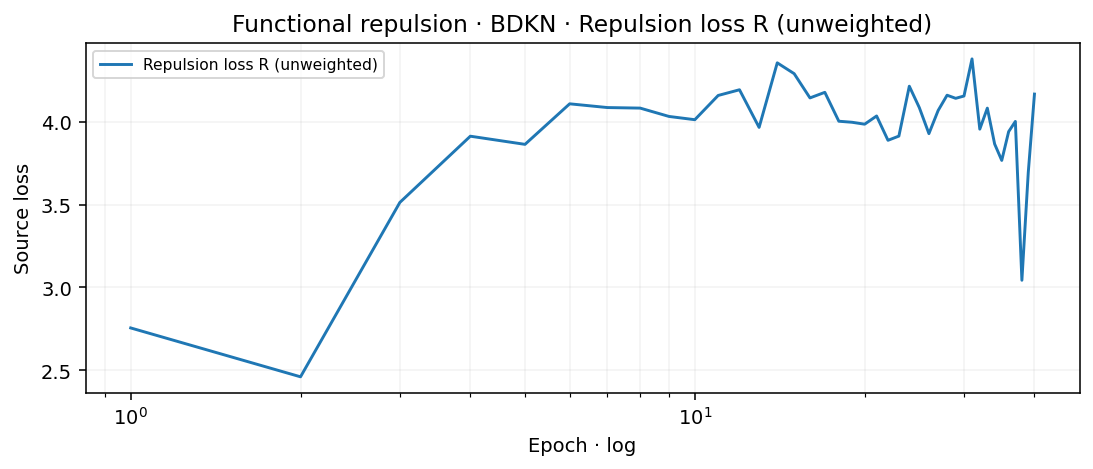 Functional repulsion · BDKN · Repulsion loss R (unweighted)
Repulsion loss R (unweighted)
Source loss
4.0
3.5
3.0
2.5
10⁰
10¹
Epoch · log